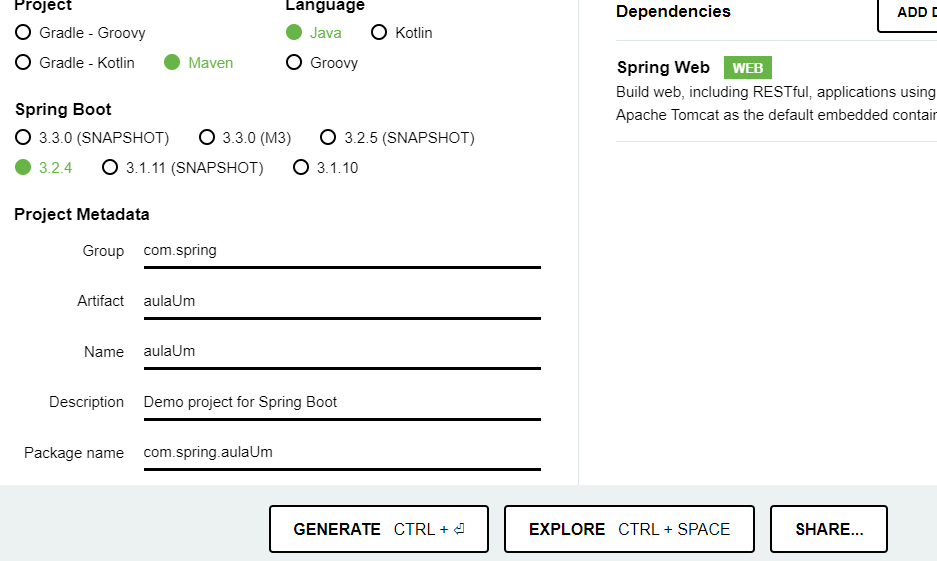 Project
Language
Gradle - Groovy
Java
Kotlin
Gradle - Kotlin
Maven
Groovy
Spring Boot
3.3.0 (SNAPSHOT)
3.3.0 (M3)
3.2.5 (SNAPSHOT)
3.2.4
3.1.11 (SNAPSHOT)
3.1.10
Project Metadata
Group com.spring
Artifact aulaUm
Name aulaUm
Description Demo project for Spring Boot
Package name com.spring.aulaUm
Dependencies
ADD
Spring Web WEB
Build web, including RESTful, applications using
Apache Tomcat as the default embedded
GENERATE CTRL + ⏎
EXPLORE CTRL + SPACE
SHARE...